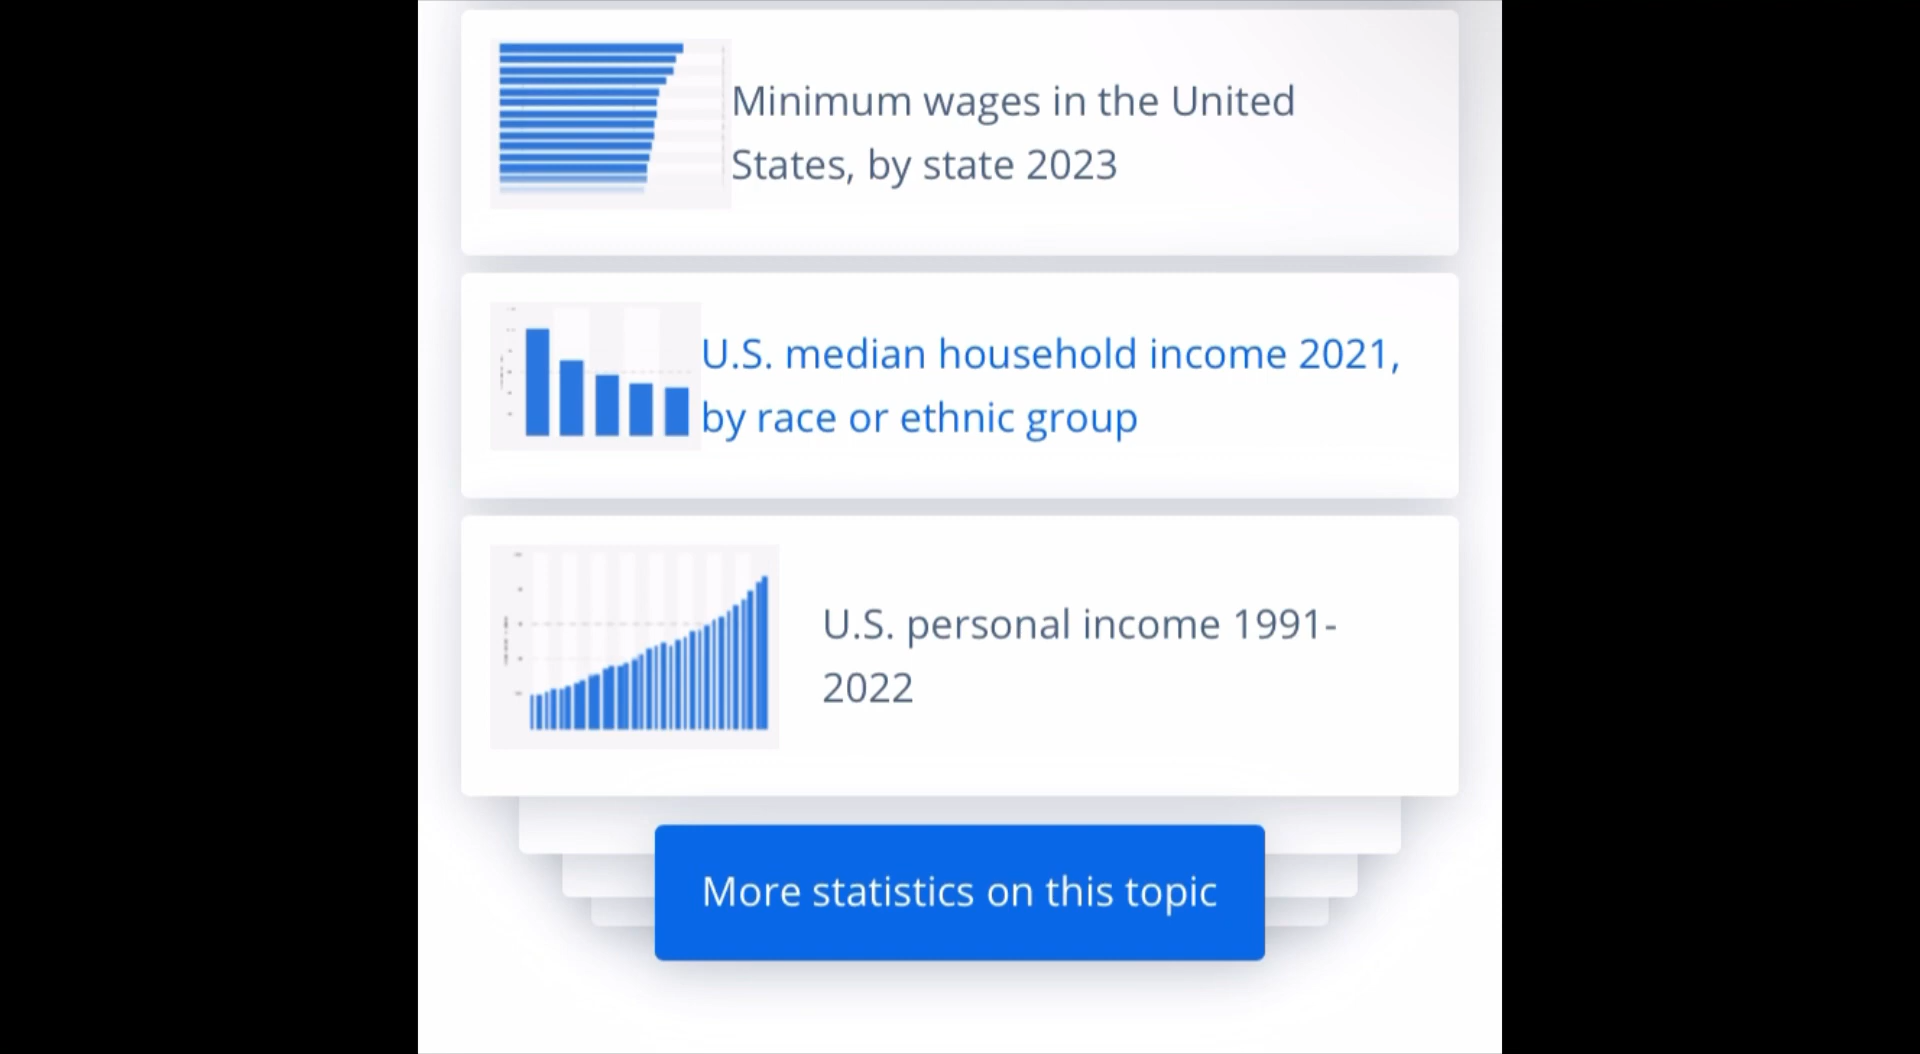 Minimum wages in the United
States, by state 2023
U.S. median household income 2021,
by race or ethnic group
U.S. personal income 1991-
2022
More statistics on this topic